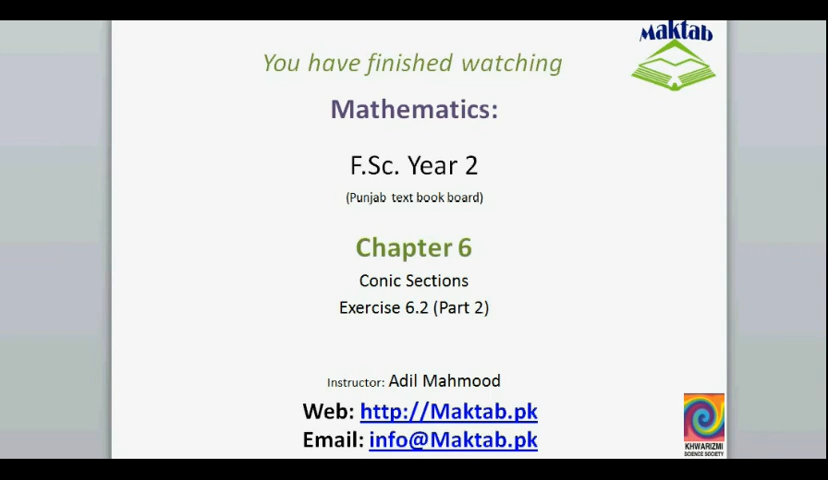 Maktab
You have finished watching
Mathematics:
F.Sc. Year 2
(Punjab text book board)
Chapter 6
Conic Sections
Exercise 6.2 (Part 2)
Instructor: Adil Mahmood
Web: http://Maktab.pk
Email: info@Maktab.pk
KHWARIZMI
SCIENCE SOCIETY